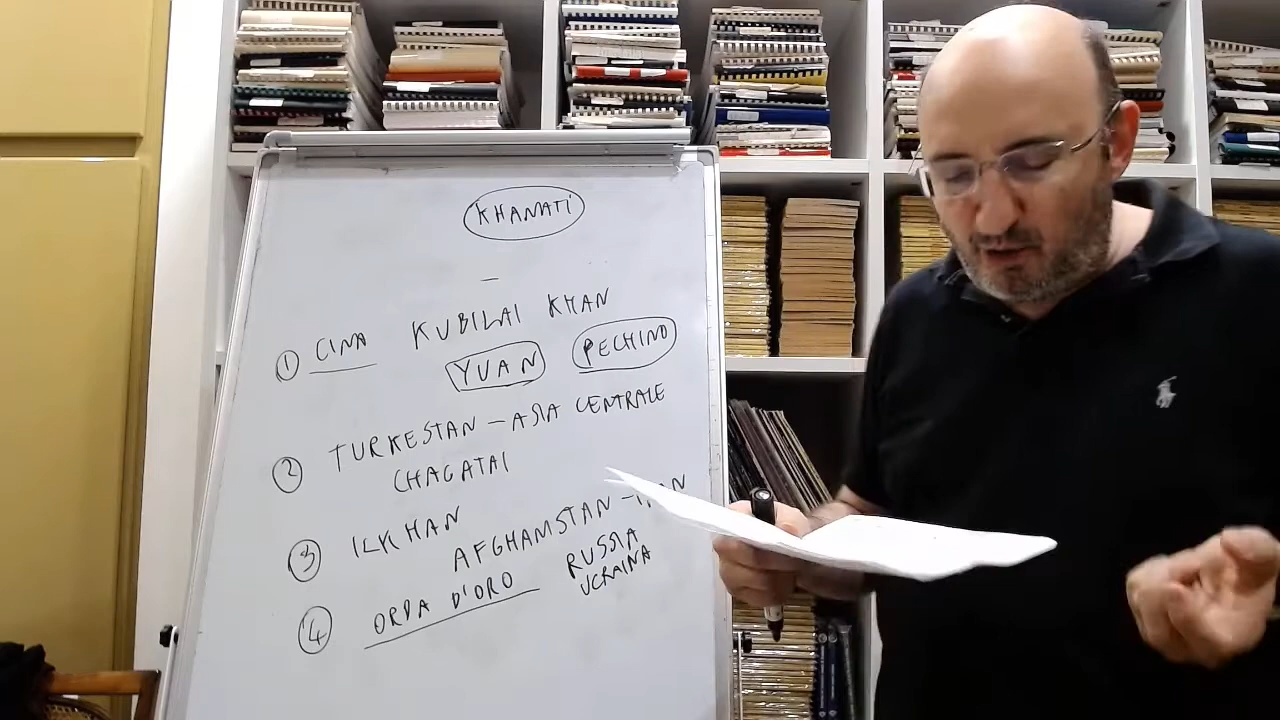 KHANATI
① CINA KUBILAI KHAN
YUAN PECHINO
② TURKESTAN - ASIA CENTRALE
CHAGATAI
③ ILKHAN
AFGHANISTAN -
④ ORDA D'ORO RUSSIA
UCRAINA